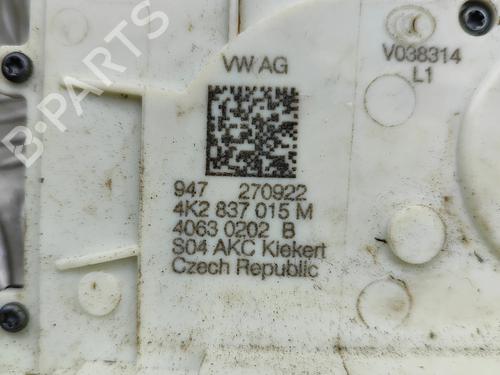 VW AG
V038314
L1
947 270922
4K2 837 015 M
4063 0202 B
S04 AKC Kiekert
Czech Republic
B-PARTS